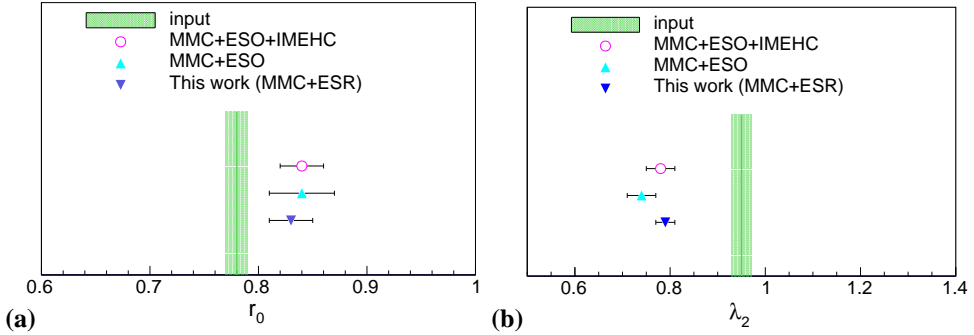 input
MMC+ESO+IMEHC
MMC+ESO
This work (MMC+ESR)
0.6 0.7 0.8 0.9 1
(a) r0
input
MMC+ESO+IMEHC
MMC+ESO
This work (MMC+ESR)
0.6 0.8 1 1.2 1.4
(b) λ2